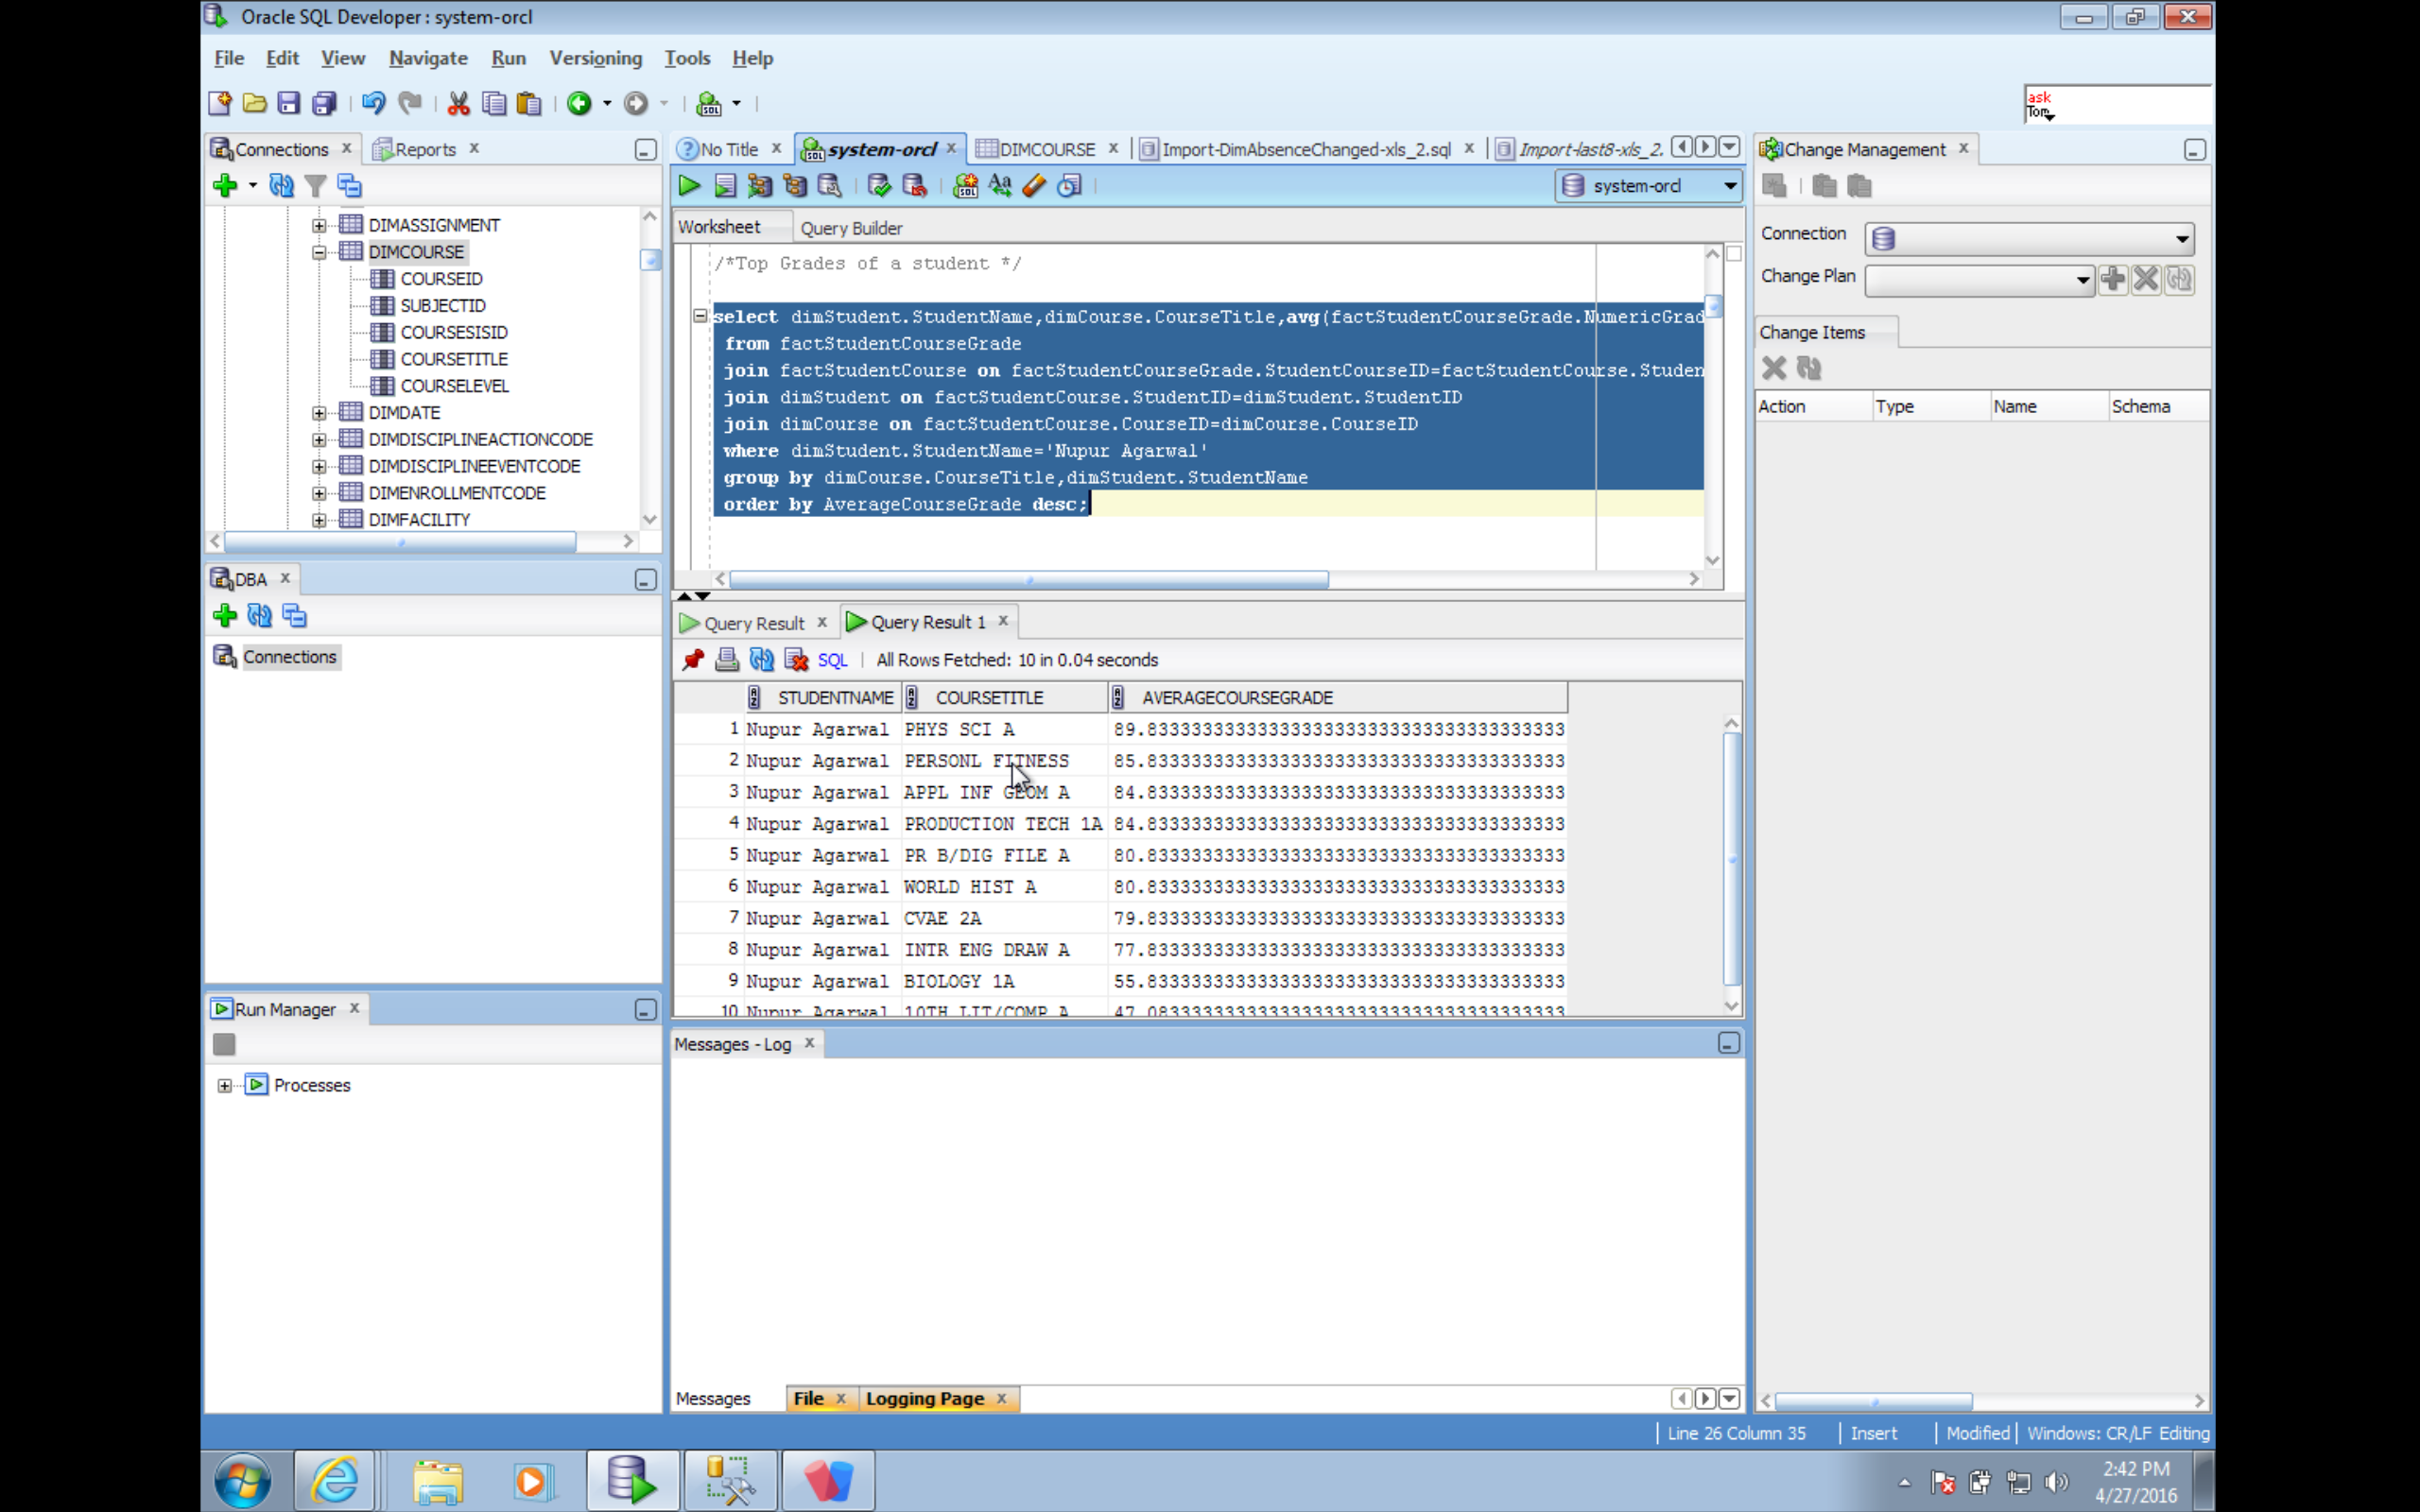 Oracle SQL Developer : system-orcl
File Edit View Navigate Run Versioning Tools Help
ask
Tom
Connections
Reports
DIMASSIGNMENT
DIMCOURSE
COURSEID
SUBJECTID
COURSESISID
COURSETITLE
COURSELEVEL
DIMDATE
DIMDISCIPLINEACTIONCODE
DIMDISCIPLINEEVENTCODE
DIMENROLLMENTCODE
DIMFACILITY
DBA
Connections
Run Manager
Processes
No Title system-orcl DIMCOURSE Import-DimAbsenceChanged-xls_2.sql Import-last8-xls_2.
SQL
system-orcl
Worksheet Query Builder
/*Top Grades of a student */
select dimStudent.StudentName,dimCourse.CourseTitle,avg(factStudentCourseGrade.NumericGrad
from factStudentCourseGrade
join factStudentCourse on factStudentCourseGrade.StudentCourseID=factStudentCourse.Studen
join dimStudent on factStudentCourse.StudentID=dimStudent.StudentID
join dimCourse on factStudentCourse.CourseID=dimCourse.CourseID
where dimStudent.StudentName='Nupur Agarwal'
group by dimCourse.CourseTitle,dimStudent.StudentName
order by AverageCourseGrade desc;
Query Result Query Result 1
SQL All Rows Fetched: 10 in 0.04 seconds
STUDENTNAME COURSETITLE AVERAGECOURSEGRADE
1 Nupur Agarwal PHYS SCI A 89.83333333333333333333333333333333333333
2 Nupur Agarwal PERSONL FITNESS 85.83333333333333333333333333333333333333
3 Nupur Agarwal APPL INF GEOM A 84.83333333333333333333333333333333333333
4 Nupur Agarwal PRODUCTION TECH 1A 84.83333333333333333333333333333333333333
5 Nupur Agarwal PR B/DIG FILE A 80.83333333333333333333333333333333333333
6 Nupur Agarwal WORLD HIST A 80.83333333333333333333333333333333333333
7 Nupur Agarwal CVAE 2A 79.83333333333333333333333333333333333333
8 Nupur Agarwal INTR ENG DRAW A 77.83333333333333333333333333333333333333
9 Nupur Agarwal BIOLOGY 1A 55.83333333333333333333333333333333333333
10 Nupur Agarwal 10TH LIT/COMP A 47.08333333333333333333333333333333333333
Messages - Log
Messages File Logging Page
Change Management
Connection
Change Plan
Change Items
Action Type Name Schema
Line 26 Column 35 Insert Modified Windows: CR/LF Editing
2:42 PM
4/27/2016